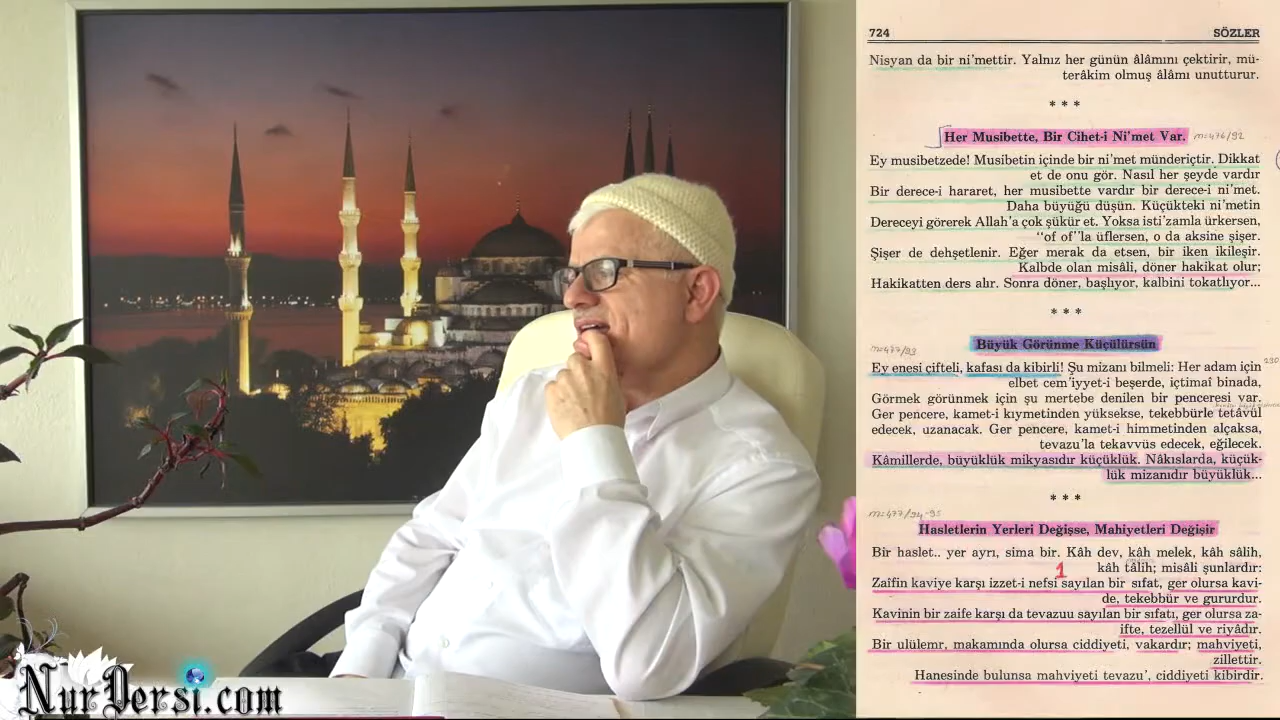 724 SÖZLER
Nisyan da bir ni'mettir. Yalnız her günün âlâmını çektirir, mü-
terâkim olmuş âlâmı unutturur.
* * *
Her Musibette, Bir Cihet-i Ni'met Var. m=476/92
Ey musibetzede! Musibetin içinde bir ni'met münderiçtir. Dikkat
et de onu gör. Nasıl her şeyde vardır
Bir derece-i hararet, her musibette vardır bir derece-i ni'met.
Daha büyüğü düşün. Küçükteki ni'metin
Dereceyi görerek Allah'a çok şükür et. Yoksa isti'zamla ürkersen,
"of of"la üflersen, o da aksine şişer.
Şişer de dehşetlenir. Eğer merak da etsen, bir iken ikileşir.
Kalbde olan misâli, döner hakikat olur;
Hakikatten ders alır. Sonra döner, başlıyor, kalbini tokatlıyor...
* * *
m=477/93
Büyük Görünme Küçülürsün
Ey enesi çifteli, kafası da kibirli! Şu mizanı bilmeli: Her adam için
elbet cem'iyyet-i beşerde, içtimaî binada,
Görmek görünmek için şu mertebe denilen bir penceresi var.
Ger pencere, kamet-i kıymetinden yüksekse, tekebbürle tetâvül
edecek, uzanacak. Ger pencere, kamet-i himmetinden alçaksa,
tevazu'la tekavvüs edecek, eğilecek.
Kâmillerde, büyüklük mikyasıdır küçüklük. Nâkıslarda, küçük-
lük mizanıdır büyüklük...
* * *
m=477/94-95
Hasletlerin Yerleri Değişse, Mahiyetleri Değişir
Bir haslet.. yer ayrı, sima bir. Kâh dev, kâh melek, kâh sâlih,
kâh tâlih; misâli şunlardır:
1
Zaîfin kaviye karşı izzet-i nefsi sayılan bir sıfat, ger olursa kavi-
de, tekebbür ve gururdur.
Kavinin bir zaife karşı da tevazuu sayılan bir sıfatı, ger olursa za-
ifte, tezellül ve riyâdır.
Bir ulülemr, makamında olursa ciddiyeti, vakardır; mahviyeti,
zillettir.
Hanesinde bulunsa mahviyeti tevazu', ciddiyeti kibirdir.
NurDersi.com